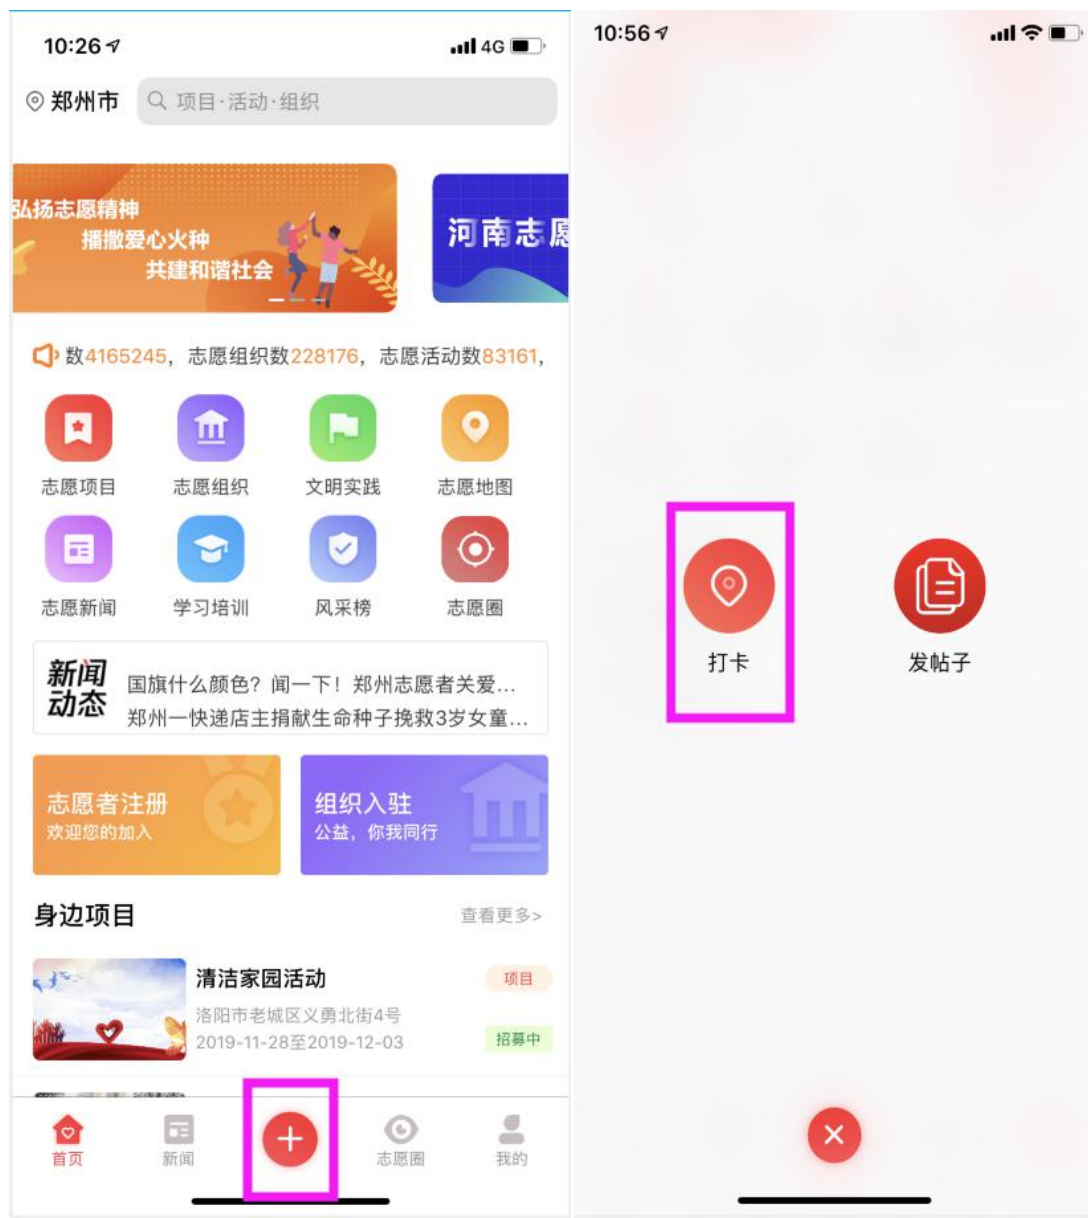 10:26
4G
郑州市
项目·活动·组织
弘扬志愿精神
播撒爱心火种
共建和谐社会
河南志愿
数4165245，志愿组织数228176，志愿活动数83161，
志愿项目
志愿组织
文明实践
志愿地图
志愿新闻
学习培训
风采榜
志愿圈
新闻
动态
国旗什么颜色？闻一下！郑州志愿者关爱...
郑州一快递店主捐献生命种子挽救3岁女童...
志愿者注册
欢迎您的加入
组织入驻
公益，你我同行
身边项目
查看更多>
清洁家园活动
项目
洛阳市老城区义勇北街4号
2019-11-28至2019-12-03
招募中
首页
新闻
志愿圈
我的
10:56
打卡
发帖子